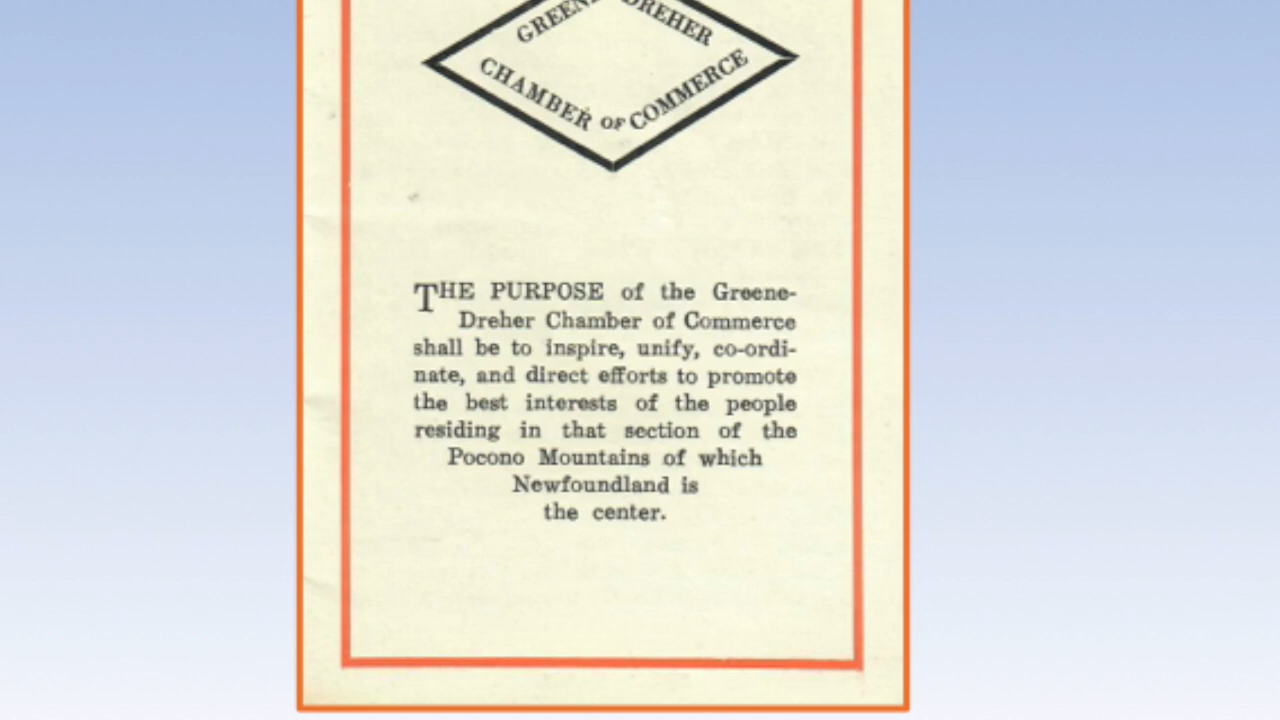 GREENE DREHER
CHAMBER OF COMMERCE
THE PURPOSE of the Greene-
Dreher Chamber of Commerce
shall be to inspire, unify, co-ordi-
nate, and direct efforts to promote
the best interests of the people
residing in that section of the
Pocono Mountains of which
Newfoundland is
the center.